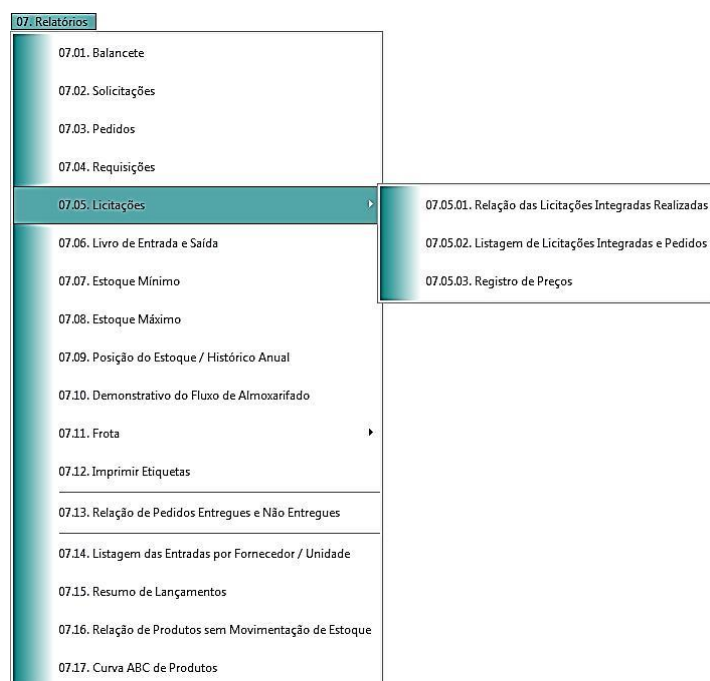 07. Relatórios
07.01. Balancete
07.02. Solicitações
07.03. Pedidos
07.04. Requisições
07.05. Licitações
07.05.01. Relação das Licitações Integradas Realizadas
07.05.02. Listagem de Licitações Integradas e Pedidos
07.05.03. Registro de Preços
07.06. Livro de Entrada e Saída
07.07. Estoque Mínimo
07.08. Estoque Máximo
07.09. Posição do Estoque / Histórico Anual
07.10. Demonstrativo do Fluxo de Almoxarifado
07.11. Frota
07.12. Imprimir Etiquetas
07.13. Relação de Pedidos Entregues e Não Entregues
07.14. Listagem das Entradas por Fornecedor / Unidade
07.15. Resumo de Lançamentos
07.16. Relação de Produtos sem Movimentação de Estoque
07.17. Curva ABC de Produtos